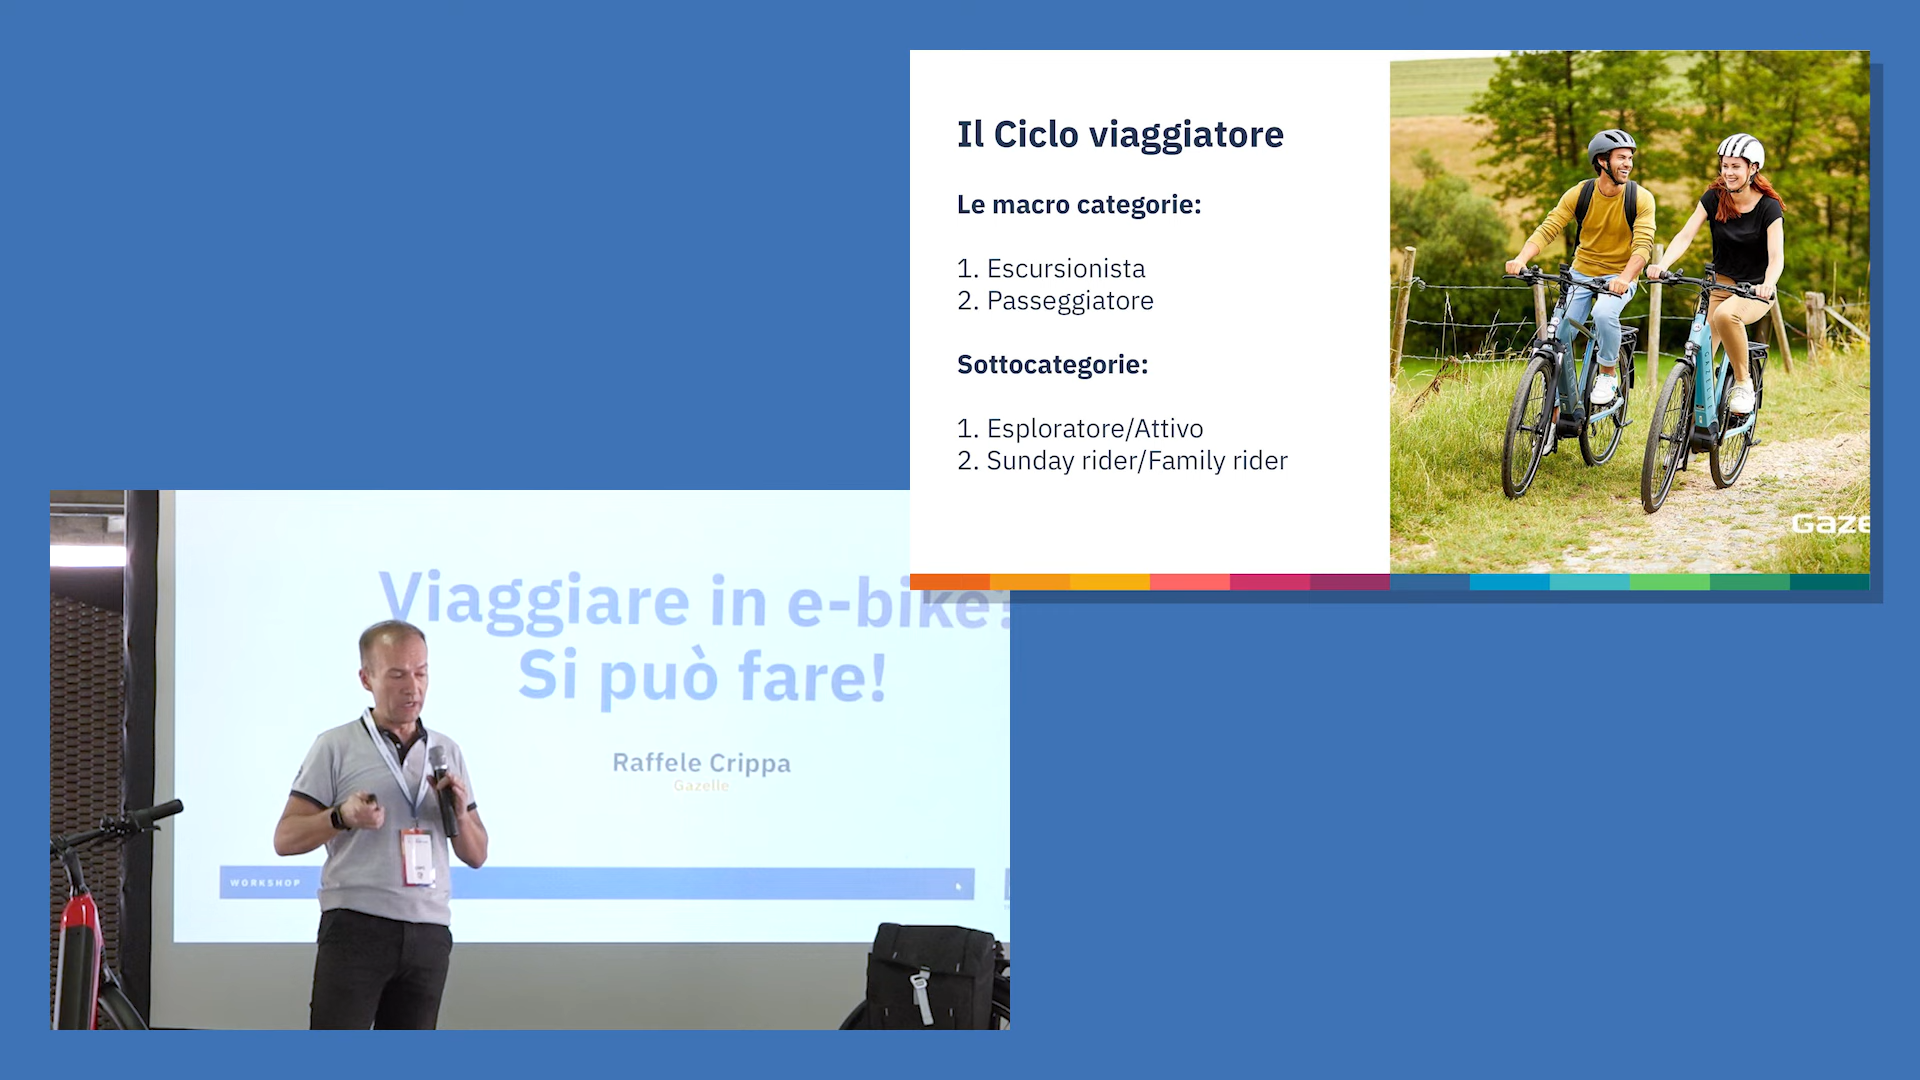 Il Ciclo viaggiatore
Le macro categorie:
1. Escursionista
2. Passeggiatore
Sottocategorie:
1. Esploratore/Attivo
2. Sunday rider/Family rider
Gaze
Viaggiare in e-bike?
Si può fare!
Raffele Crippa
Gazelle
WORKSHOP